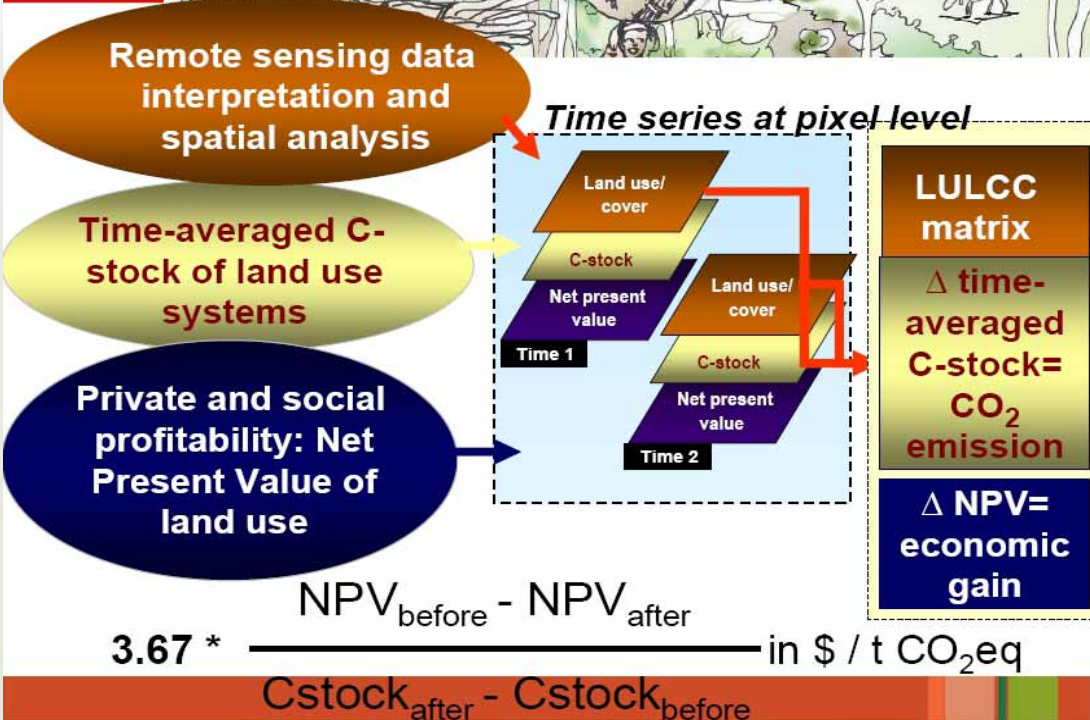 Remote sensing data
interpretation and
spatial analysis
Time-averaged C-
stock of land use
systems
Private and social
profitability: Net
Present Value of
land use
Time series at pixel level
Land use/
cover
C-stock
Net present
value
Time 1
Land use/
cover
C-stock
Net present
value
Time 2
LULCC
matrix
∆ time-
averaged
C-stock=
CO₂
emission
∆ NPV=
economic
gain
NPVbefore - NPVafter
3.67 * in $ / t CO₂eq
Cstockafter - Cstockbefore